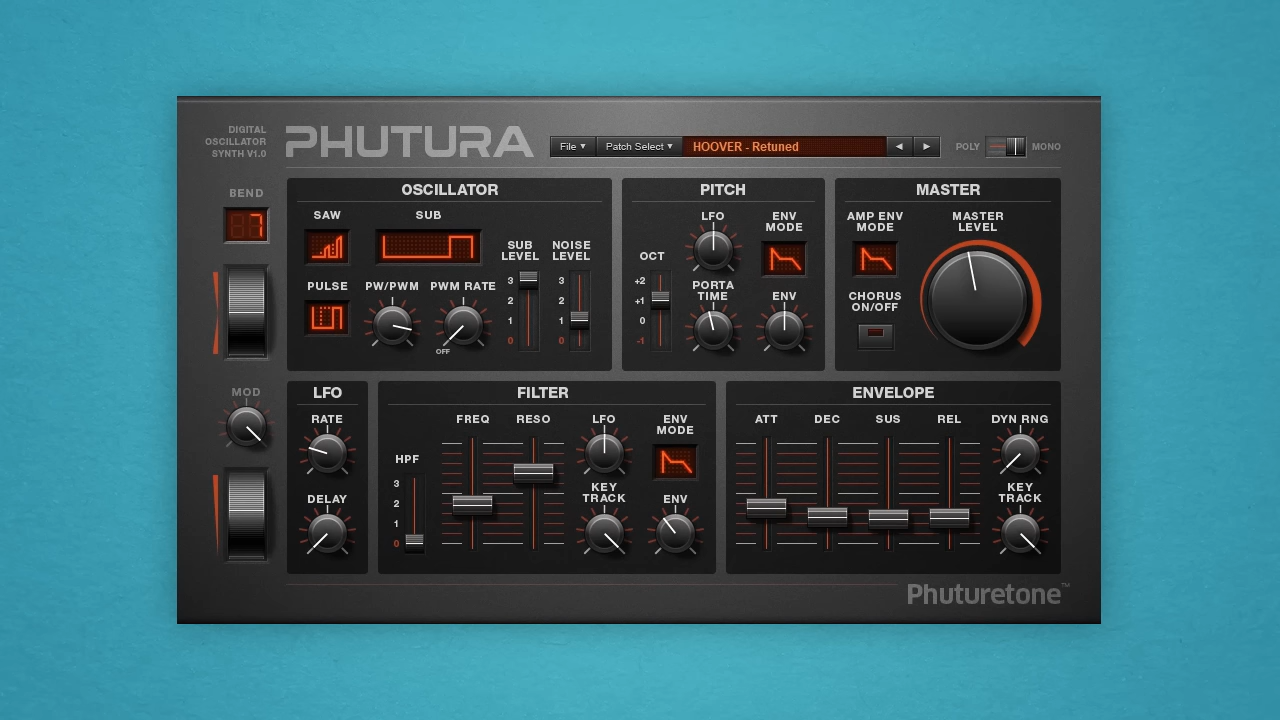 DIGITAL
OSCILLATOR
SYNTH V1.0
PHUTURA
File ▾ Patch Select ▾ HOOVER - Retuned ◀ ▶
POLY MONO
BEND
7
MOD
OSCILLATOR
SAW
SUB
PULSE
PW/PWM
PWM RATE
OFF
SUB
LEVEL
3
2
1
0
NOISE
LEVEL
3
2
1
0
PITCH
OCT
+2
+1
0
-1
LFO
ENV
MODE
PORTA
TIME
ENV
MASTER
AMP ENV
MODE
MASTER
LEVEL
CHORUS
ON/OFF
LFO
RATE
DELAY
FILTER
HPF
3
2
1
0
FREQ
RESO
LFO
ENV
MODE
KEY
TRACK
ENV
ENVELOPE
ATT
DEC
SUS
REL
DYN RNG
KEY
TRACK
Phuturetone™